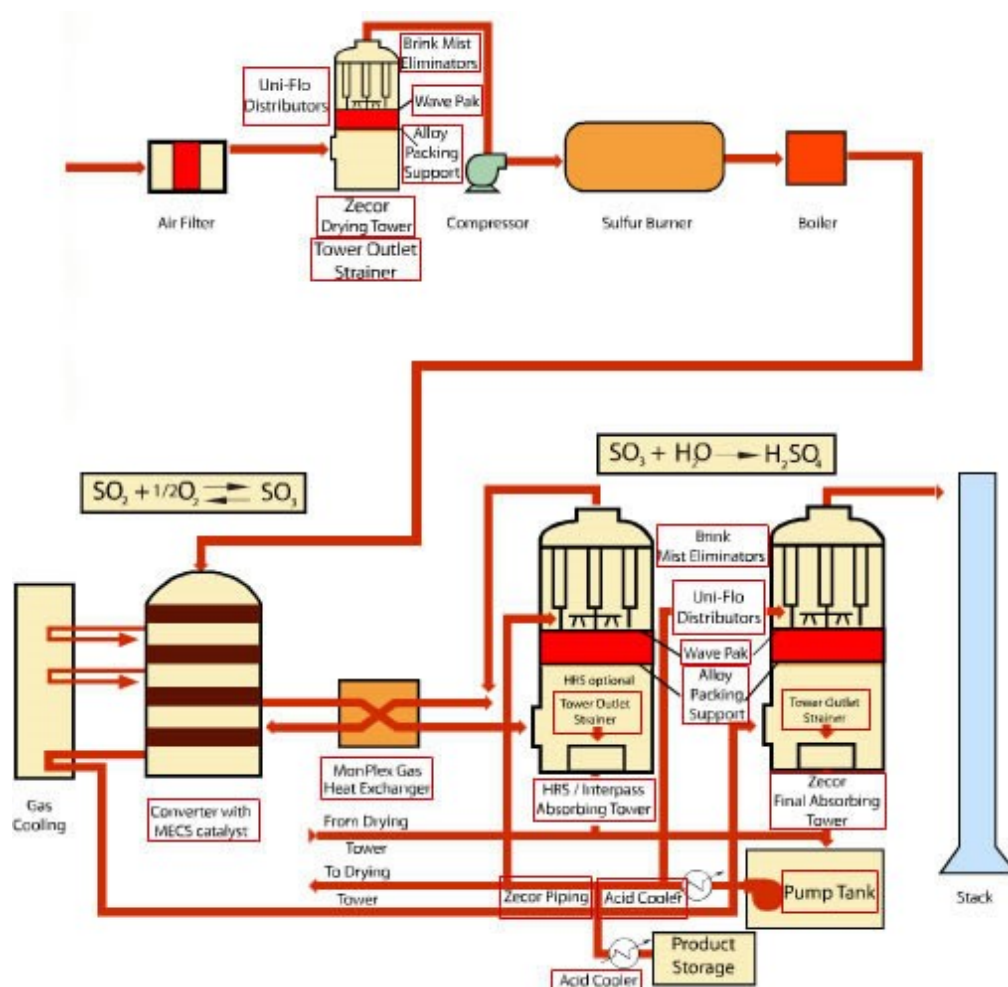 Brink Mist
Eliminators
Uni-Flo
Distributors
Wave Pak
Alloy
Packing
Support
Air Filter
Zecor
Drying Tower
Tower Outlet
Strainer
Compressor
Sulfur Burner
Boiler
SO₃ + H₂O → H₂SO₄
SO₂ + 1/2O₂ ⇌ SO₃
Brink
Mist Eliminators
Uni-Flo
Distributors
Wave Pak
HRS optional
Alloy
Packing
Support
Tower Outlet
Strainer
Tower Outlet
Strainer
MonPlex Gas
Heat Exchanger
HRS / Interpass
Absorbing Tower
Zecor
Final Absorbing
Tower
Gas
Cooling
Converter with
MECS catalyst
From Drying
Tower
To Drying
Tower
Zecor Piping
Acid Cooler
Pump Tank
Stack
Product
Storage
Acid Cooler